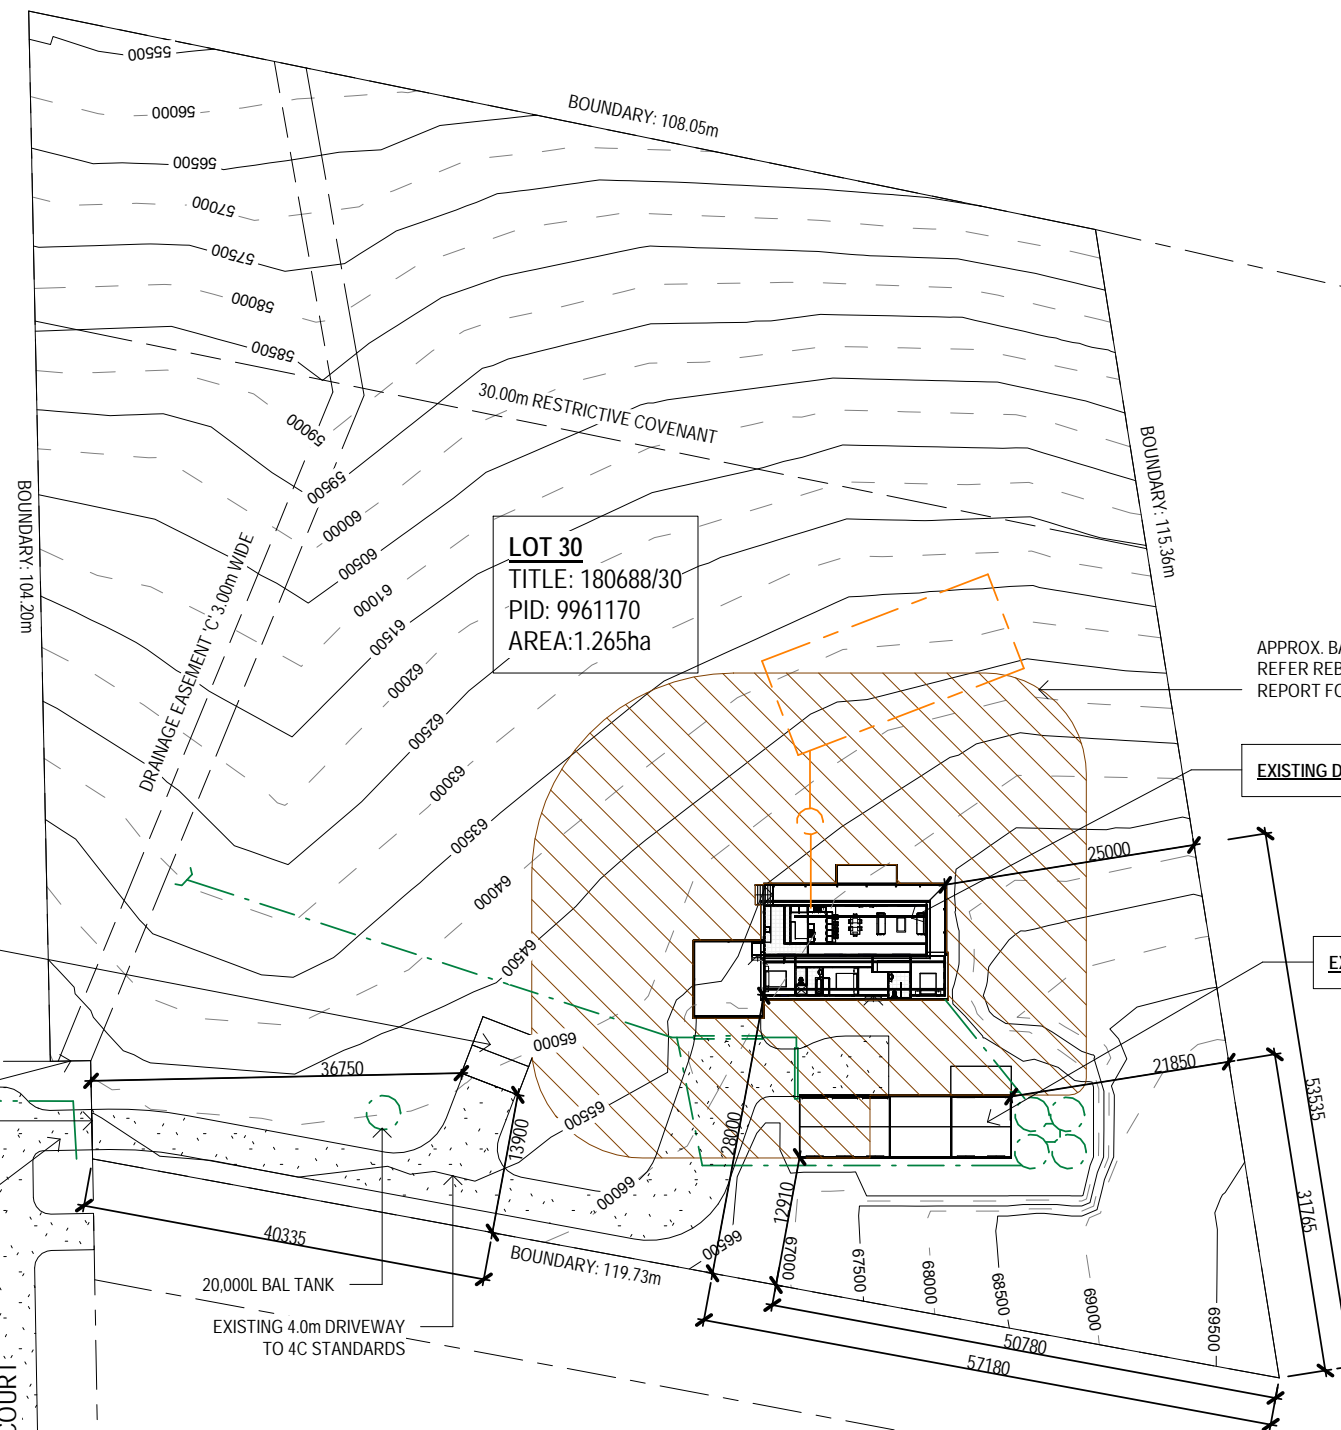 55500
56000
56500
57000
57500
58000
58500
59000
59500
60000
60500
61000
61500
62000
62500
63000
63500
64000
64500
65000
65500
66000
66500
67000
67500
68000
68500
69000
69500
BOUNDARY: 108.05m
30.00m RESTRICTIVE COVENANT
BOUNDARY: 104.20m
DRAINAGE EASEMENT 'C' 3.00m WIDE
BOUNDARY: 115.36m
LOT 30
TITLE: 180688/30
PID: 9961170
AREA:1.265ha
APPROX. BA
REFER REB
REPORT FO
EXISTING D
EX
25000
21850
53535
31765
36750
13900
28000
12910
40335
BOUNDARY: 119.73m
50780
57180
20,000L BAL TANK
EXISTING 4.0m DRIVEWAY
TO 4C STANDARDS
COURT